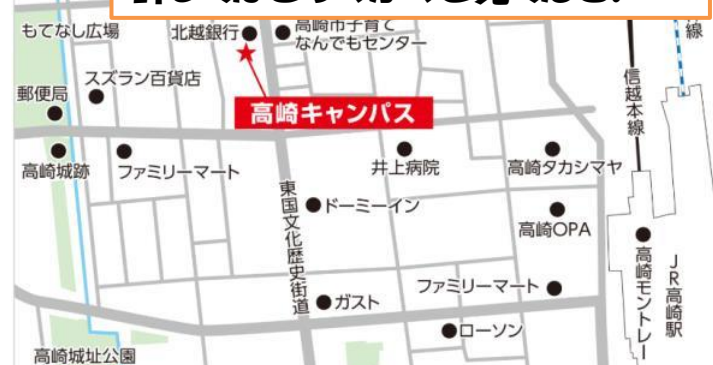 もてなし広場
北越銀行
高崎市子育て
なんでもセンター
線
スズラン百貨店
郵便局
高崎キャンパス
信越本線
高崎城跡
ファミリーマート
井上病院
高崎タカシマヤ
東国文化歴史街道
ドーミーイン
高崎OPA
高崎モントレー
JR高崎駅
ファミリーマート
ガスト
ローソン
高崎城址公園